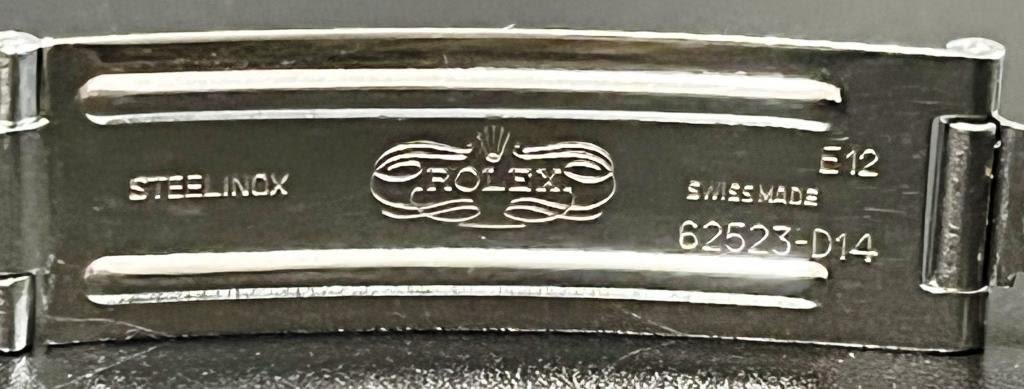 STEELINOX
ROLEX
E12
SWISS MADE
62523-D14